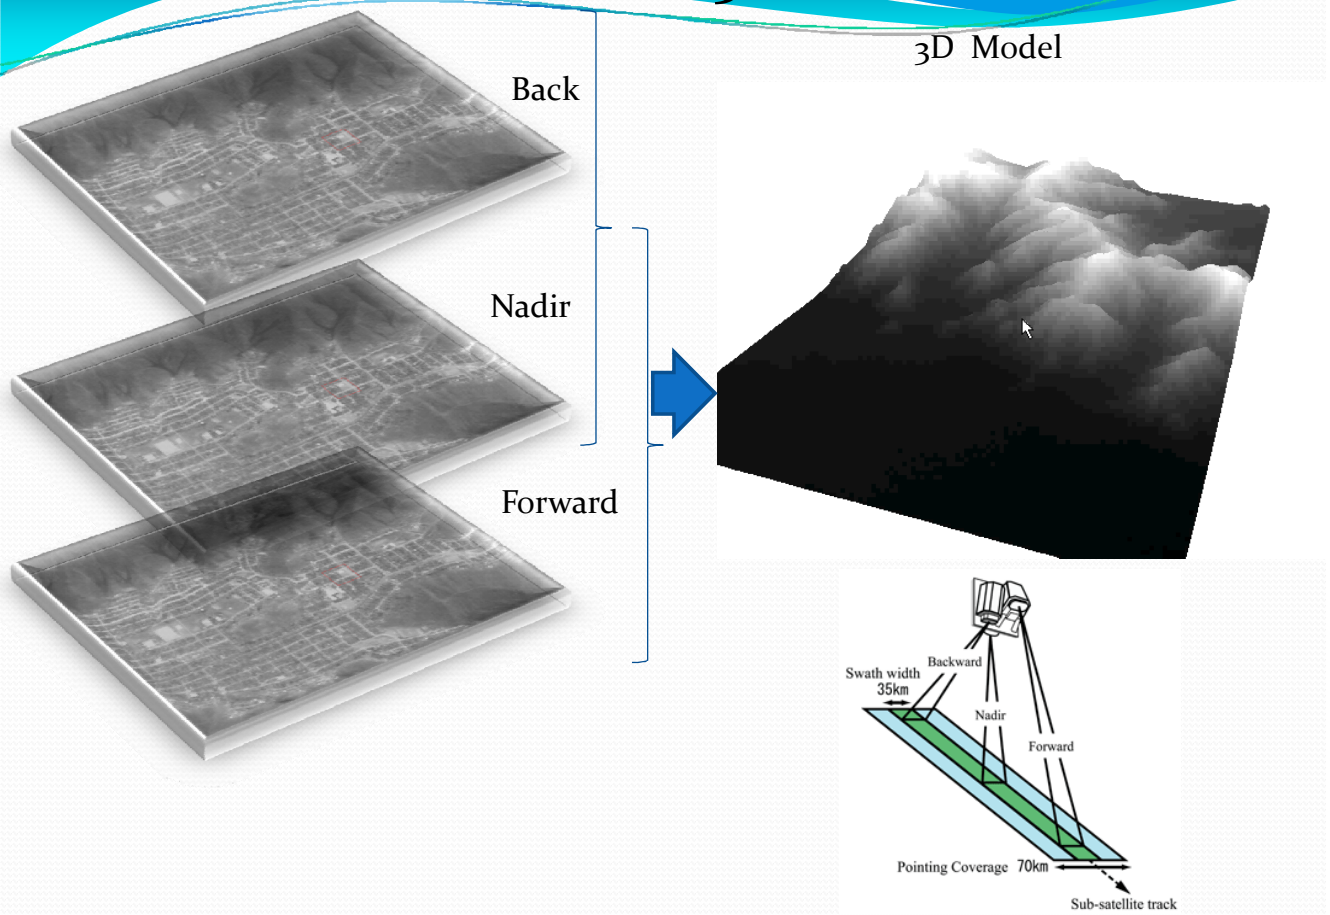 3D Model
Back
Nadir
Forward
Backward
Swath width
35km
Nadir
Forward
Pointing Coverage 70km
Sub-satellite track